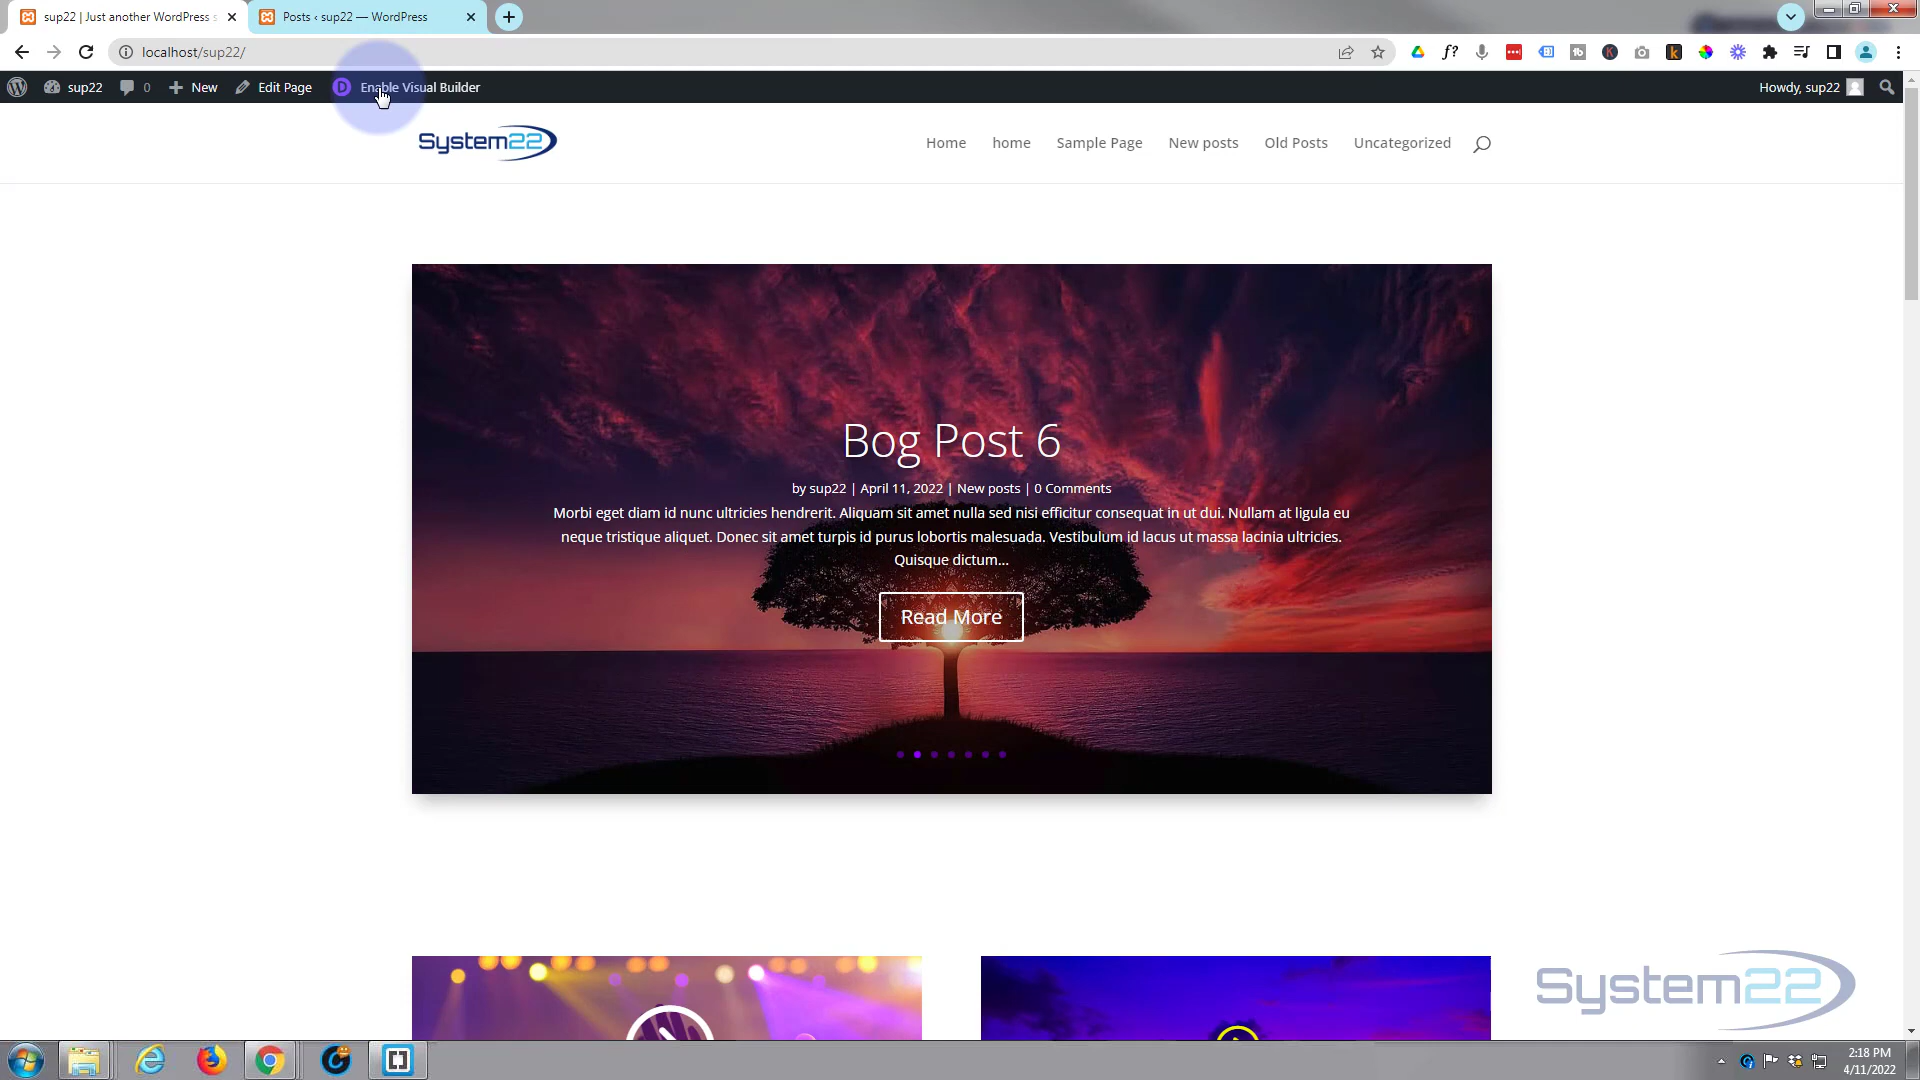 sup22 | Just another WordPress s
Posts ‹ sup22 — WordPress
localhost/sup22/
sup22
0
New
Edit Page
Enable Visual Builder
Howdy, sup22
System22
Home
home
Sample Page
New posts
Old Posts
Uncategorized
Bog Post 6
by sup22 | April 11, 2022 | New posts | 0 Comments
Morbi eget diam id nunc ultricies hendrerit. Aliquam sit amet nulla sed nisi efficitur consequat in ut dui. Nullam at ligula eu
neque tristique aliquet. Donec sit amet turpis id purus lobortis malesuada. Vestibulum id lacus ut massa lacinia ultricies.
Quisque dictum...
Read More
System22
2:18 PM
4/11/2022